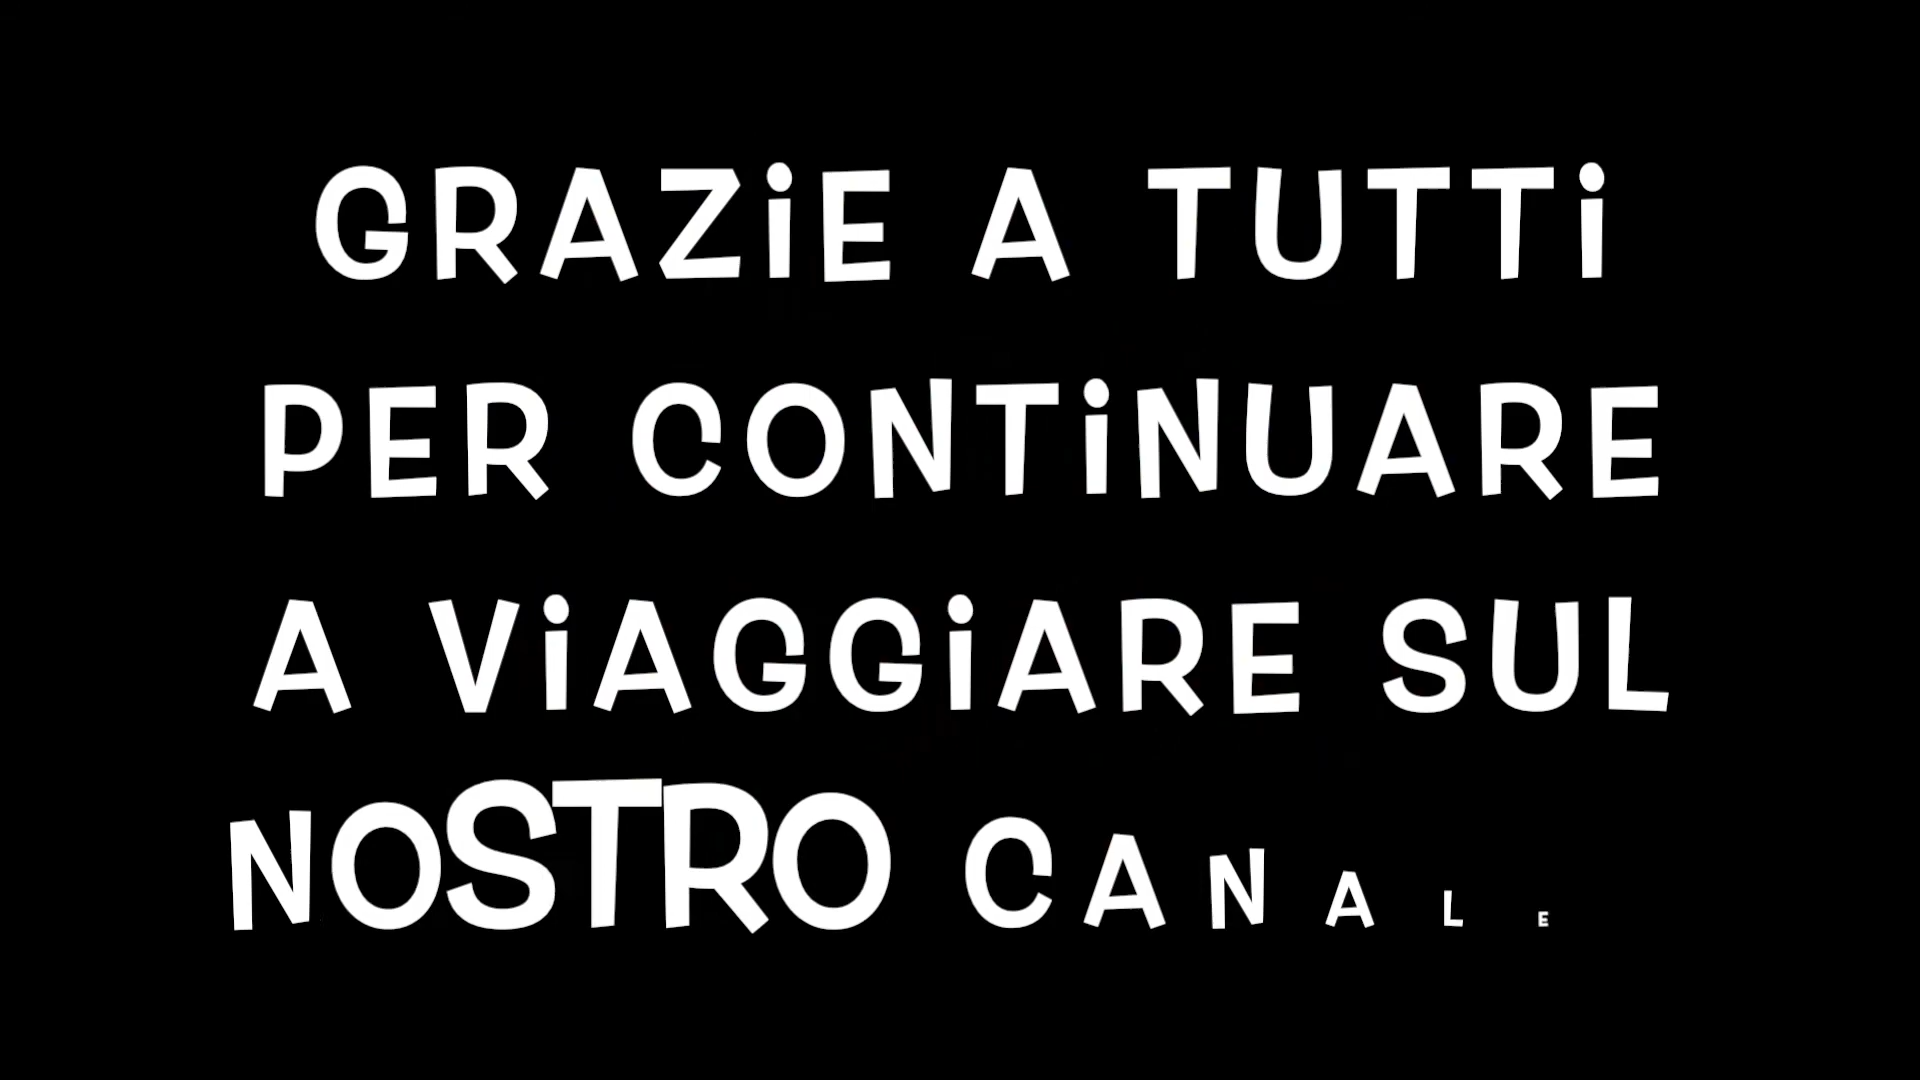 GRAZiE A TUTTi
PER CONTiNUARE
A ViAGGiARE SUL
NOSTRO CANALE